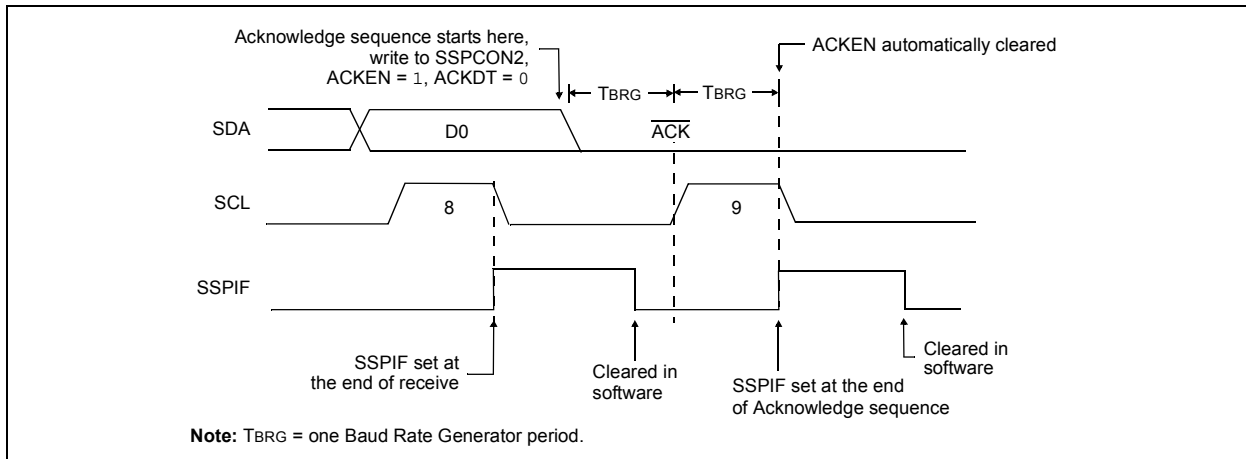 Acknowledge sequence starts here,
write to SSPCON2,
ACKEN = 1, ACKDT = 0
ACKEN automatically cleared
TBRG
TBRG
SDA
D0
ACK
SCL
8
9
SSPIF
SSPIF set at
the end of receive
Cleared in
software
SSPIF set at the end
of Acknowledge sequence
Cleared in
software
Note: TBRG = one Baud Rate Generator period.